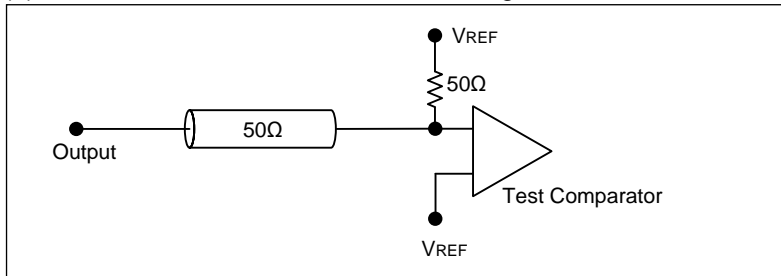 VREF
50Ω
50Ω
Output
Test Comparator
VREF